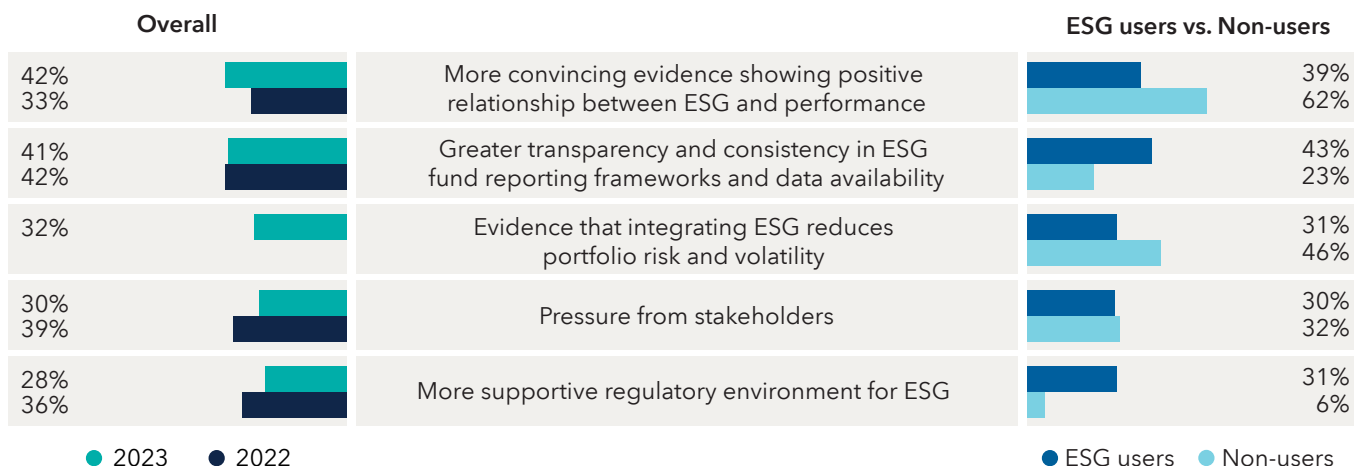 Overall
ESG users vs. Non-users
42%
33%
More convincing evidence showing positive
relationship between ESG and performance
39%
62%
41%
42%
Greater transparency and consistency in ESG
fund reporting frameworks and data availability
43%
23%
32%
Evidence that integrating ESG reduces
portfolio risk and volatility
31%
46%
30%
39%
Pressure from stakeholders
30%
32%
28%
36%
More supportive regulatory environment for ESG
31%
6%
2023
2022
ESG users
Non-users